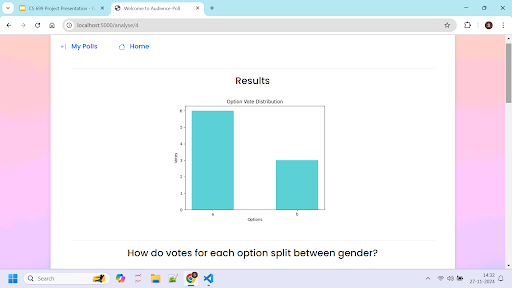 CS 699 Project Presentation - G
Welcome to Audience-Poll
localhost:5000/analyse/4
My Polls
Home
Results
Option Vote Distribution
6
5
4
3
2
1
0
Votes
a
b
Options
How do votes for each option split between gender?
Search
14:32
27-11-2024